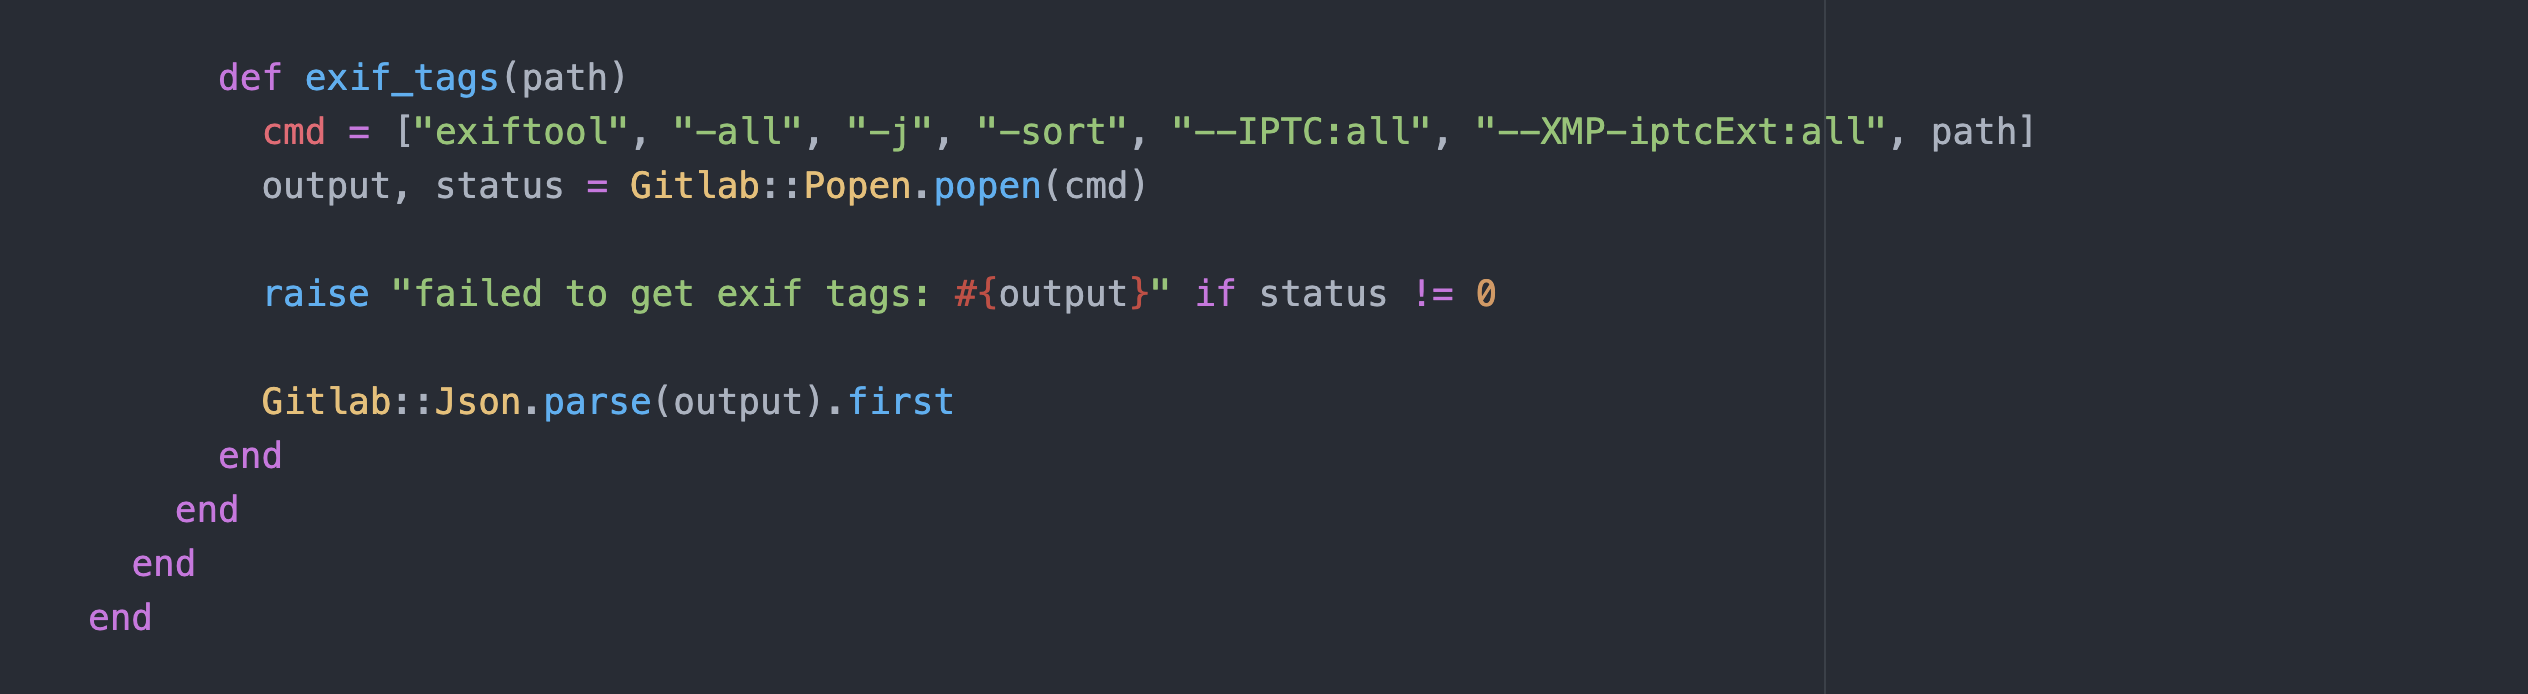 def exif_tags(path)
cmd = ["exiftool", "-all", "-j", "-sort", "--IPTC:all", "--XMP-iptcExt:all", path]
output, status = Gitlab::Popen.popen(cmd)
raise "failed to get exif tags: #{output}" if status != 0
Gitlab::Json.parse(output).first
end
end
end
end